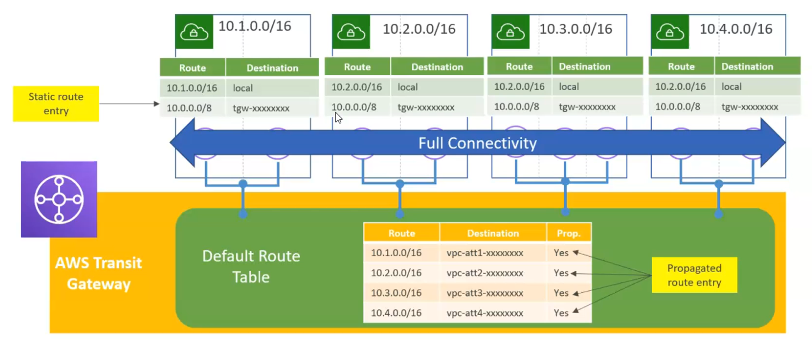 10.1.0.0/16
10.2.0.0/16
10.3.0.0/16
10.4.0.0/16
Route Destination
10.1.0.0/16 local
10.0.0.0/8 tgw-xxxxxxxx
Route Destination
10.2.0.0/16 local
10.0.0.0/8 tgw-xxxxxxxx
Route Destination
10.2.0.0/16 local
10.0.0.0/8 tgw-xxxxxxxx
Route Destination
10.2.0.0/16 local
10.0.0.0/8 tgw-xxxxxxxx
Static route
entry
Full Connectivity
AWS Transit
Gateway
Default Route
Table
Route Destination Prop.
10.1.0.0/16 vpc-att1-xxxxxxxx Yes
10.2.0.0/16 vpc-att2-xxxxxxxx Yes
10.3.0.0/16 vpc-att3-xxxxxxxx Yes
10.4.0.0/16 vpc-att4-xxxxxxxx Yes
Propagated
route entry